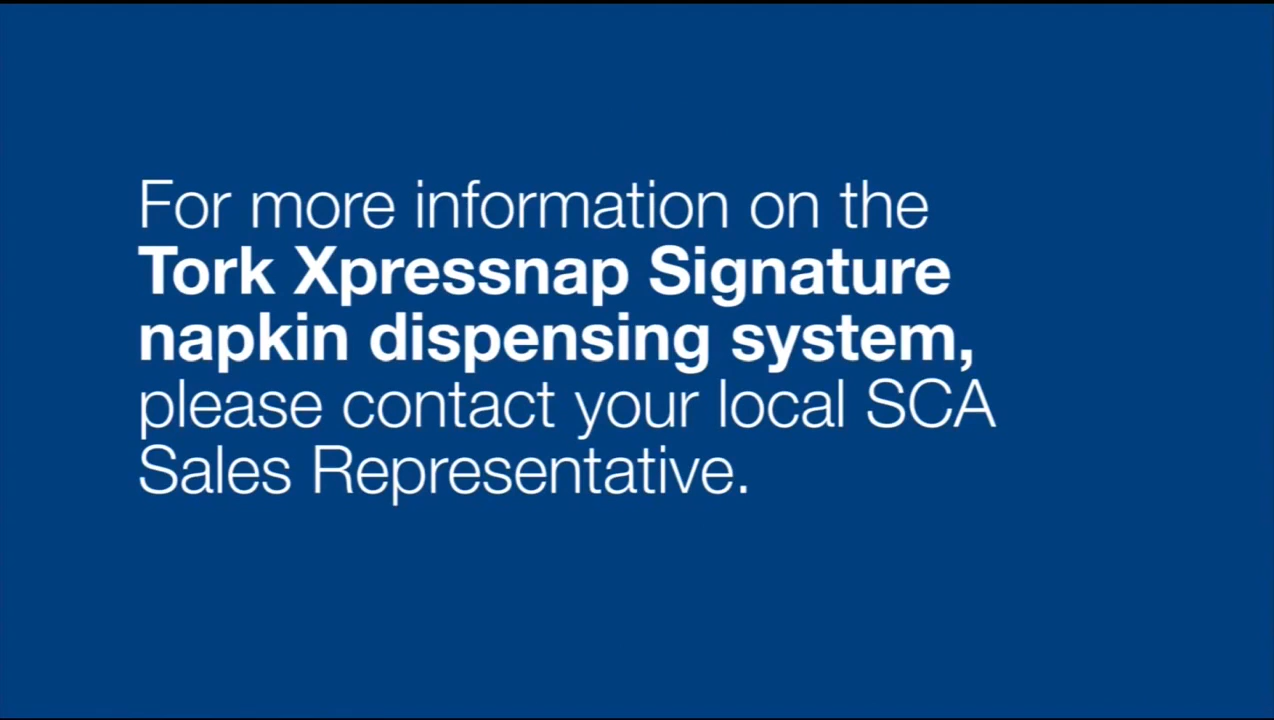 For more information on the
Tork Xpressnap Signature
napkin dispensing system,
please contact your local SCA
Sales Representative.